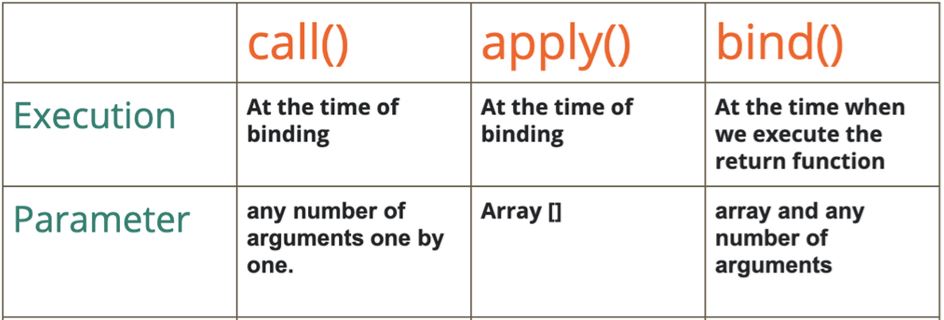 call()
apply()
bind()
Execution
At the time of
binding
At the time of
binding
At the time when
we execute the
return function
Parameter
any number of
arguments one by
one.
Array []
array and any
number of
arguments